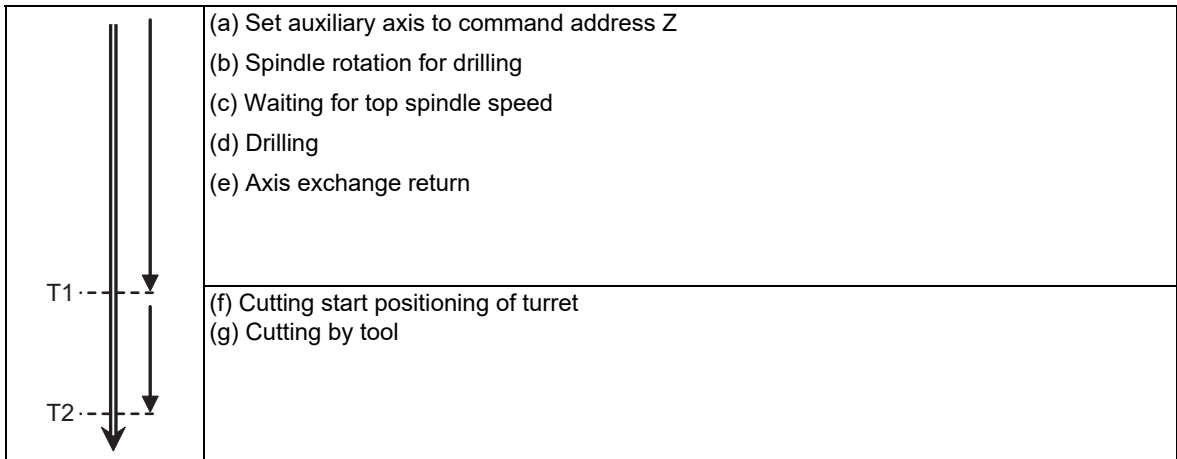 (a) Set auxiliary axis to command address Z
(b) Spindle rotation for drilling
(c) Waiting for top spindle speed
(d) Drilling
(e) Axis exchange return
T1
(f) Cutting start positioning of turret
(g) Cutting by tool
T2